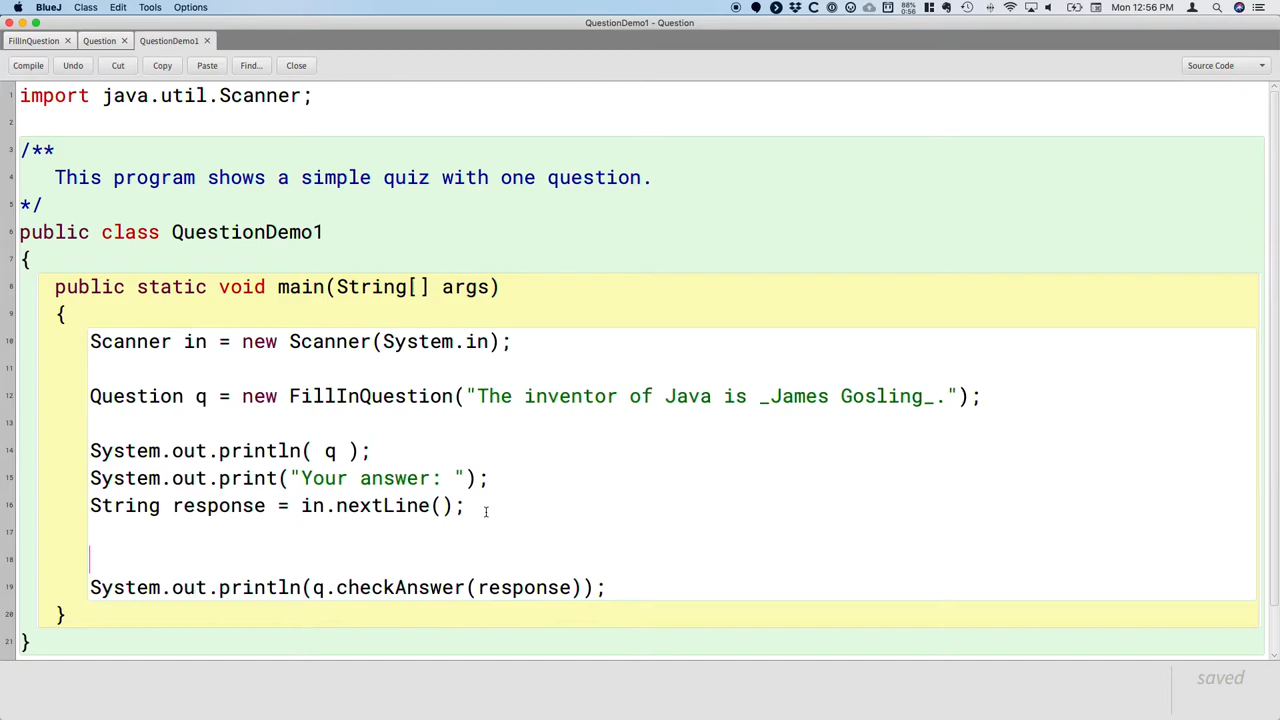 BlueJ Class Edit Tools Options 88% 0:56 Mon 12:56 PM
QuestionDemo1 - Question
FillInQuestion × Question × QuestionDemo1 ×
Compile Undo Cut Copy Paste Find... Close Source Code
1 import java.util.Scanner;
2
3 /**
4 This program shows a simple quiz with one question.
5 */
6 public class QuestionDemo1
7 {
8 public static void main(String[] args)
9 {
10 Scanner in = new Scanner(System.in);
11
12 Question q = new FillInQuestion("The inventor of Java is _James Gosling_.");
13
14 System.out.println( q );
15 System.out.print("Your answer: ");
16 String response = in.nextLine();
17
18
19 System.out.println(q.checkAnswer(response));
20 }
21 }
saved